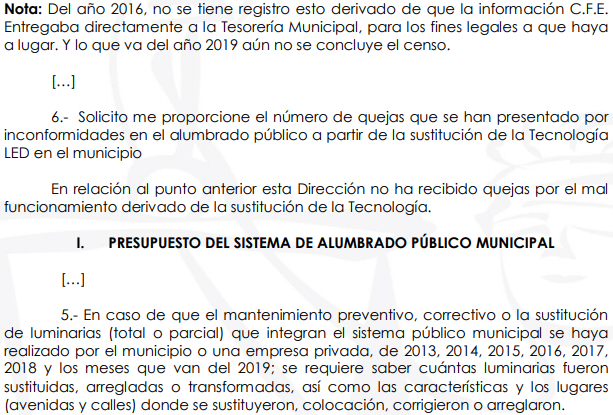 Nota: Del año 2016, no se tiene registro esto derivado de que la información C.F.E.
Entregaba directamente a la Tesorería Municipal, para los fines legales a que haya
a lugar. Y lo que va del año 2019 aún no se concluye el censo.
[...]
6.- Solicito me proporcione el número de quejas que se han presentado por
inconformidades en el alumbrado público a partir de la sustitución de la Tecnología
LED en el municipio
En relación al punto anterior esta Dirección no ha recibido quejas por el mal
funcionamiento derivado de la sustitución de la Tecnología.
I. PRESUPUESTO DEL SISTEMA DE ALUMBRADO PÚBLICO MUNICIPAL
[...]
5.- En caso de que el mantenimiento preventivo, correctivo o la sustitución
de luminarias (total o parcial) que integran el sistema público municipal se haya
realizado por el municipio o una empresa privada, de 2013, 2014, 2015, 2016, 2017,
2018 y los meses que van del 2019; se requiere saber cuántas luminarias fueron
sustituidas, arregladas o transformadas, así como las características y los lugares
(avenidas y calles) donde se sustituyeron, colocación, corrigieron o arreglaron.